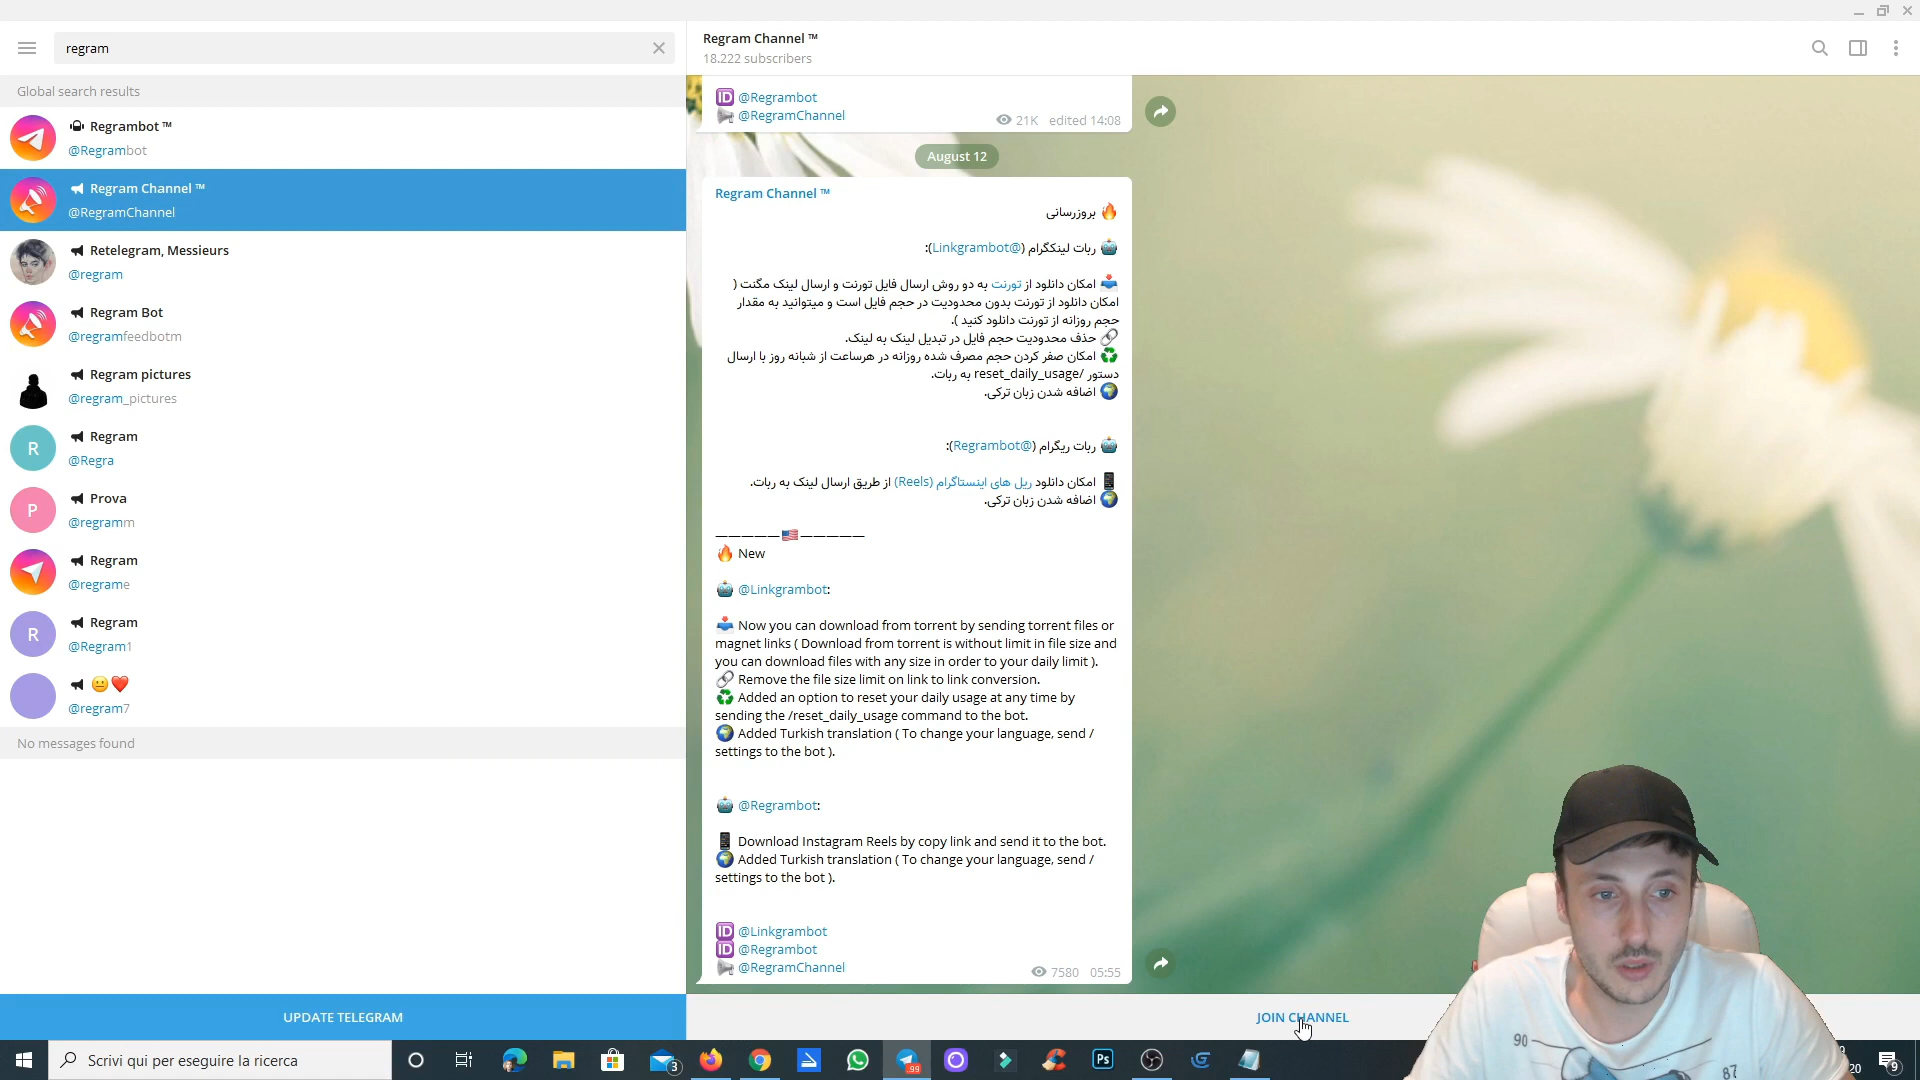 regram
Global search results
Regrambot ™
@Regrambot
Regram Channel ™
@RegramChannel
Retelegram, Messieurs
@regram
Regram Bot
@regramfeedbotm
Regram pictures
@regram_pictures
R
Regram
@Regra
P
Prova
@regramm
Regram
@regrame
R
Regram
@Regram1
😐❤️
@regram7
No messages found
UPDATE TELEGRAM
Regram Channel ™
18.222 subscribers
🆔 @Regrambot
📢 @RegramChannel
21K edited 14:08
August 12
Regram Channel ™
🔥 بروزرسانی
🤖 ربات لینکگرام (@Linkgrambot):
📥 امکان دانلود از تورنت به دو روش ارسال فایل تورنت و ارسال لینک مگنت (
امکان دانلود از تورنت بدون محدودیت در حجم فایل است و میتوانید به مقدار
حجم روزانه از تورنت دانلود کنید ).
🔗 حذف محدودیت حجم فایل در تبدیل لینک به لینک.
♻️ امکان صفر کردن حجم مصرف شده روزانه در هرساعت از شبانه روز با ارسال
دستور /reset_daily_usage به ربات.
🌍 اضافه شدن زبان ترکی.
🤖 ربات ریگرام (@Regrambot):
📱 امکان دانلود ریل های اینستاگرام (Reels) از طریق ارسال لینک به ربات.
🌍 اضافه شدن زبان ترکی.
—————🇺🇸—————
🔥 New
🤖 @Linkgrambot:
📥 Now you can download from torrent by sending torrent files or
magnet links ( Download from torrent is without limit in file size and
you can download files with any size in order to your daily limit ).
🔗 Remove the file size limit on link to link conversion.
♻️ Added an option to reset your daily usage at any time by
sending the /reset_daily_usage command to the bot.
🌍 Added Turkish translation ( To change your language, send /
settings to the bot ).
🤖 @Regrambot:
📱 Download Instagram Reels by copy link and send it to the bot.
🌍 Added Turkish translation ( To change your language, send /
settings to the bot ).
🆔 @Linkgrambot
🆔 @Regrambot
📢 @RegramChannel
7580 05:55
JOIN CHANNEL
90
87
Scrivi qui per eseguire la ricerca
3
99
Ps
20
9